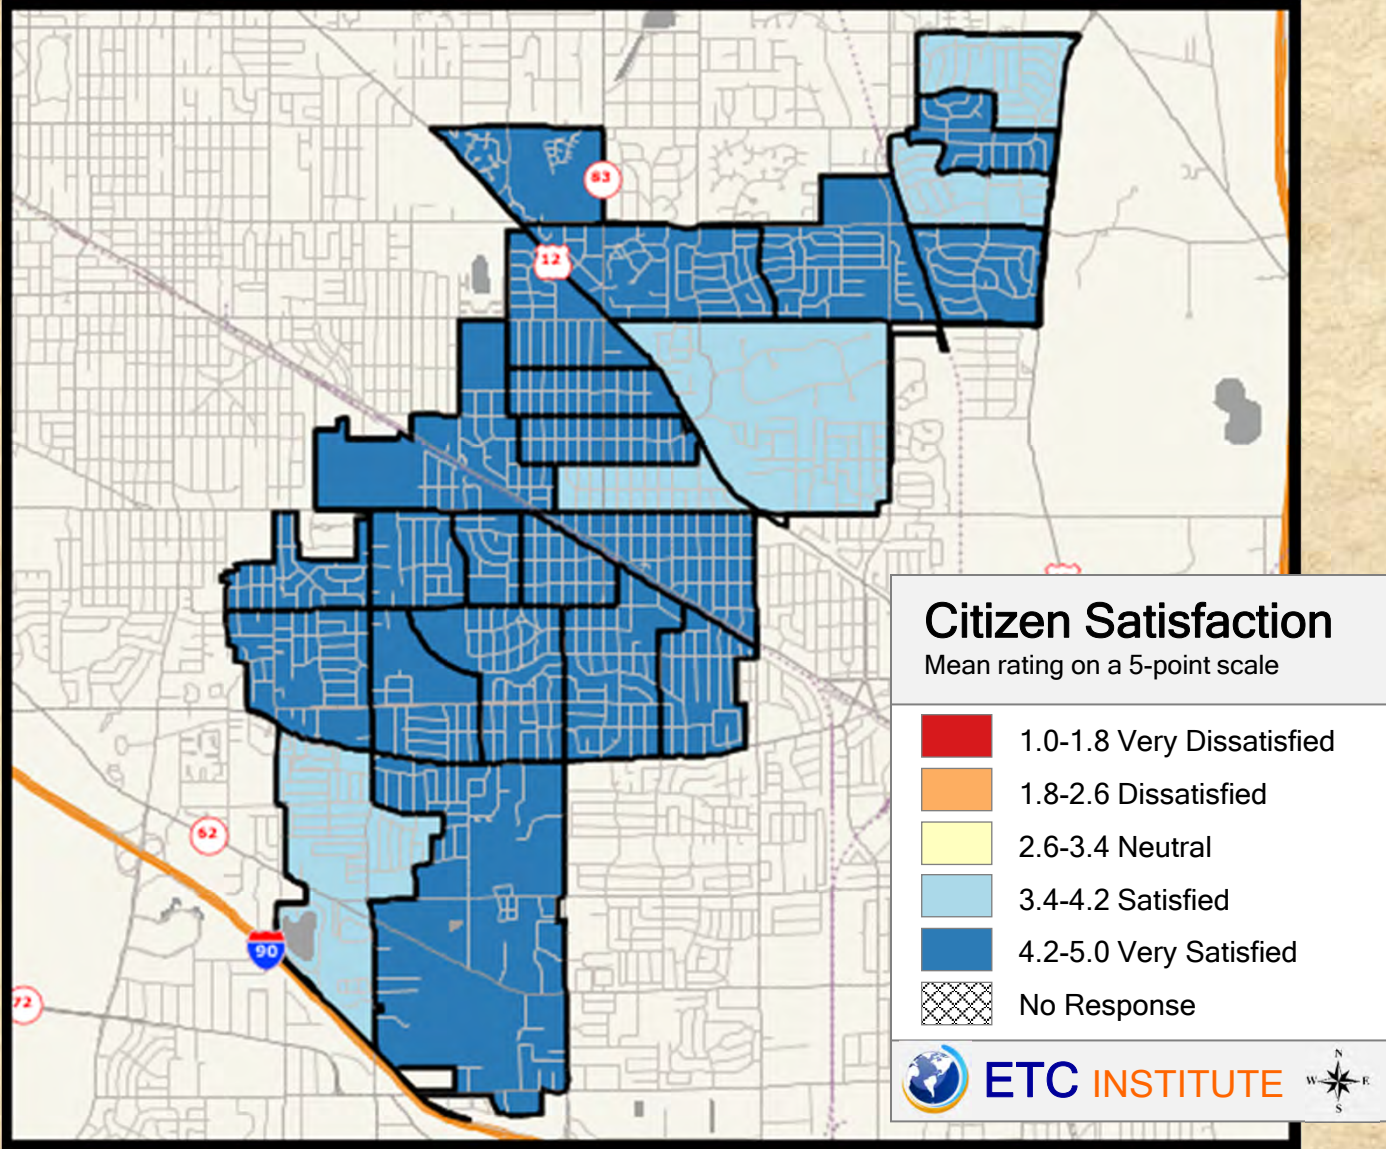 83
12
Citizen Satisfaction
Mean rating on a 5-point scale
1.0-1.8 Very Dissatisfied
1.8-2.6 Dissatisfied
2.6-3.4 Neutral
62
3.4-4.2 Satisfied
90
4.2-5.0 Very Satisfied
72
No Response
ETC INSTITUTE
N
W E
S